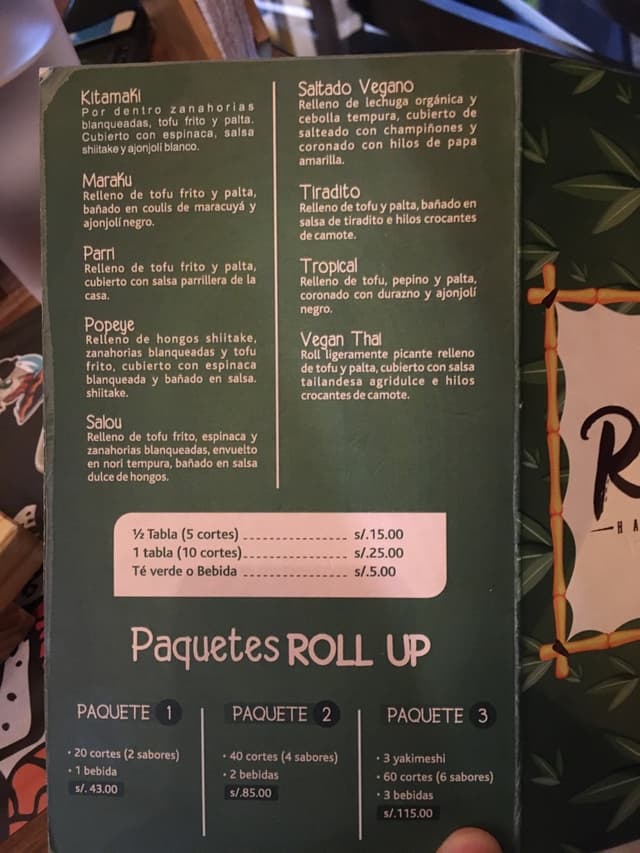 Kitamaki
Por dentro zanahorias
blanqueadas, tofu frito y palta.
Cubierto con espinaca, salsa
shiitake y ajonjolí blanco.
Maraku
Relleno de tofu frito y palta,
bañado en coulls de maracuyá y
ajonjolí negro.
Parri
Relleno de tofu frito y palta,
cubierto con salsa parrillera de la
casa.
Popeye
Relleno de hongos shiitake,
zanahorias blanqueadas y tofu
frito, cubierto con espinaca
blanqueada y bañado en salsa.
shiitake.
Salou
Relleno de tofu frito, espinaca y
zanahorias blanqueadas, envuelto
en nori tempura, bañado en salsa
dulce de hongos.
Saltado Vegano
Relleno de lechuga orgánica y
cebolla tempura, cubierto de
salteado con champiñones y
coronado con hilos de papa
amarilla.
Tiradito
Relleno de tofu y palta, bañado en
salsa de tiradito e hilos crocantes
de camote.
Tropical
Relleno de tofu, pepino y palta,
coronado con durazno y ajonjolí
negro.
Vegan Thai
Roll ligeramente picante relleno
de tofu y palta, cubierto con salsa
tailandesa agridulce e hilos
crocantes de camote.
½ Tabla (5 cortes) s/.15.00
1 tabla (10 cortes). s/.25.00
Té verde o Bebida s/.5.00
Paquetes ROLL UP
PAQUETE 1
• 20 cortes (2 sabores)
• 1 bebida
s/. 43.00
PAQUETE 2
• 40 cortes (4 sabores)
• 2 bebidas
s/.85.00
PAQUETE 3
• 3 yakimeshi
• 60 cortes (6 sabores)
• 3 bebidas
s/.115.00
R
HA